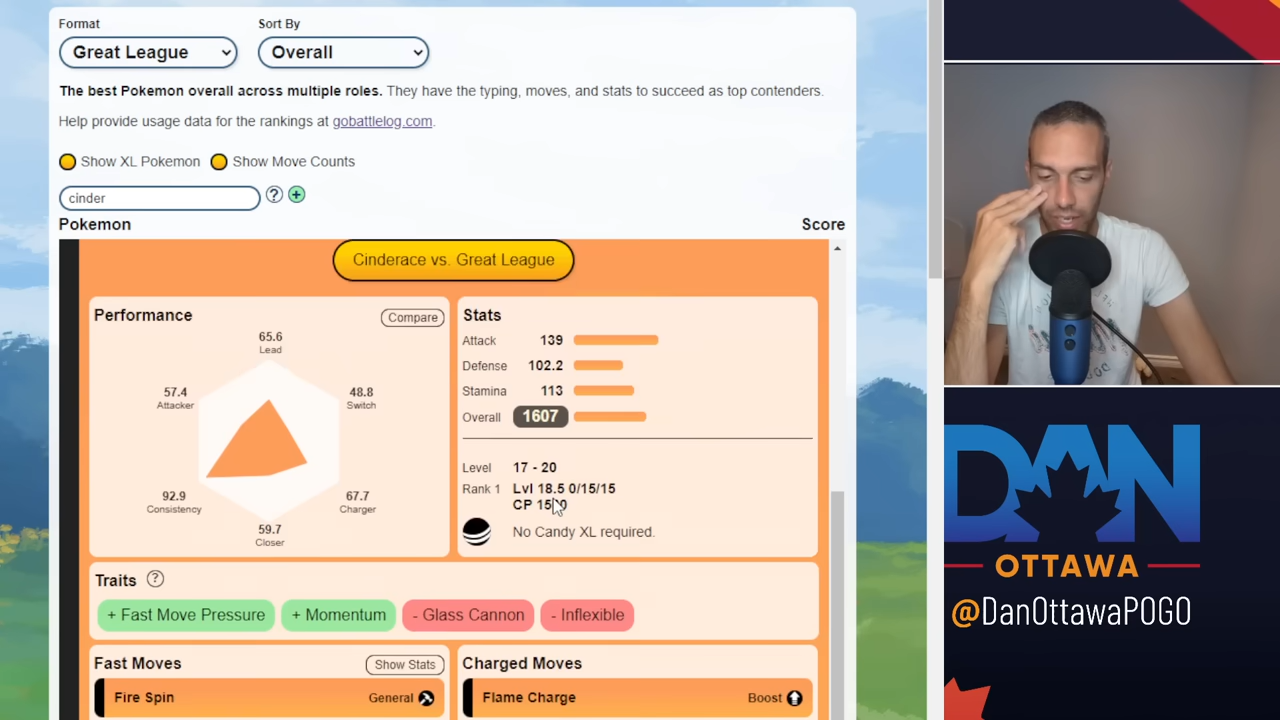 Format
Sort By
Great League
Overall
The best Pokemon overall across multiple roles. They have the typing, moves, and stats to succeed as top contenders.
Help provide usage data for the rankings at gobattlelog.com.
Show XL Pokemon
Show Move Counts
cinder
?
+
Pokemon
Score
Cinderace vs. Great League
Performance
Compare
65.6
Lead
57.4
Attacker
48.8
Switch
92.9
Consistency
67.7
Charger
59.7
Closer
Stats
Attack 139
Defense 102.2
Stamina 113
Overall 1607
Level 17 - 20
Rank 1 Lvl 18.5 0/15/15
No Candy XL required.
Traits ?
+ Fast Move Pressure
+ Momentum
- Glass Cannon
- Inflexible
Fast Moves
Show Stats
Fire Spin General
Charged Moves
Flame Charge Boost
DAN
OTTAWA
@DanOttawaPOGO